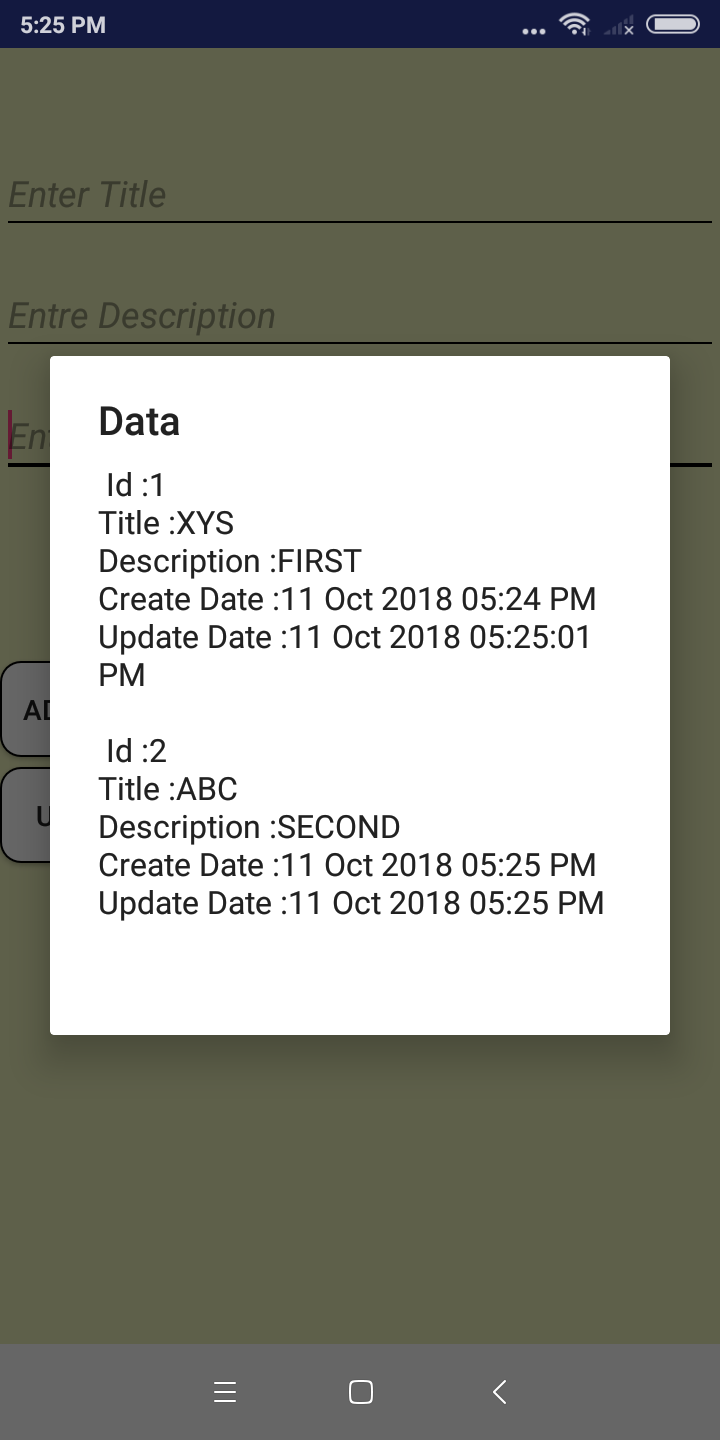 5:25 PM
Enter Title
Entre Description
Data
Id :1
Title :XYS
Description :FIRST
Create Date :11 Oct 2018 05:24 PM
Update Date :11 Oct 2018 05:25:01
PM
Id :2
Title :ABC
Description :SECOND
Create Date :11 Oct 2018 05:25 PM
Update Date :11 Oct 2018 05:25 PM